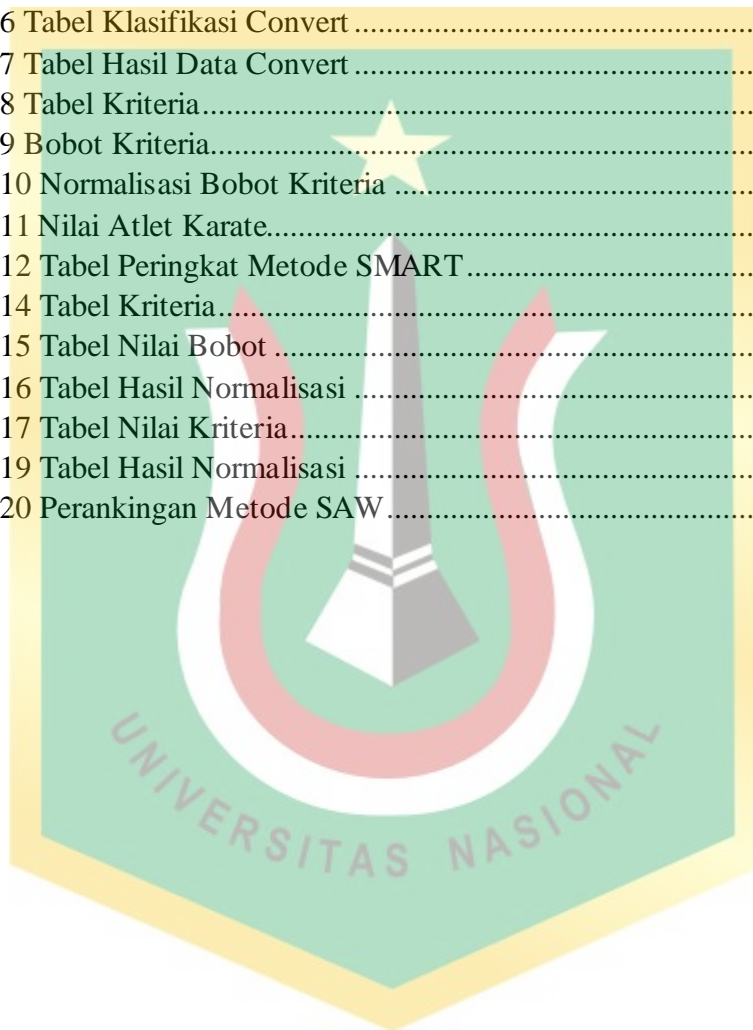 6 Tabel Klasifikasi Convert ..................................................
7 Tabel Hasil Data Convert ..................................................
8 Tabel Kriteria.....................................................................
9 Bobot Kriteria....................................................................
10 Normalisasi Bobot Kriteria .............................................
11 Nilai Atlet Karate.............................................................
12 Tabel Peringkat Metode SMART....................................
14 Tabel Kriteria...................................................................
15 Tabel Nilai Bobot ............................................................
16 Tabel Hasil Normalisasi ..................................................
17 Tabel Nilai Kriteria..........................................................
19 Tabel Hasil Normalisasi ..................................................
20 Perankingan Metode SAW..............................................
UNIVERSITAS NASIONAL